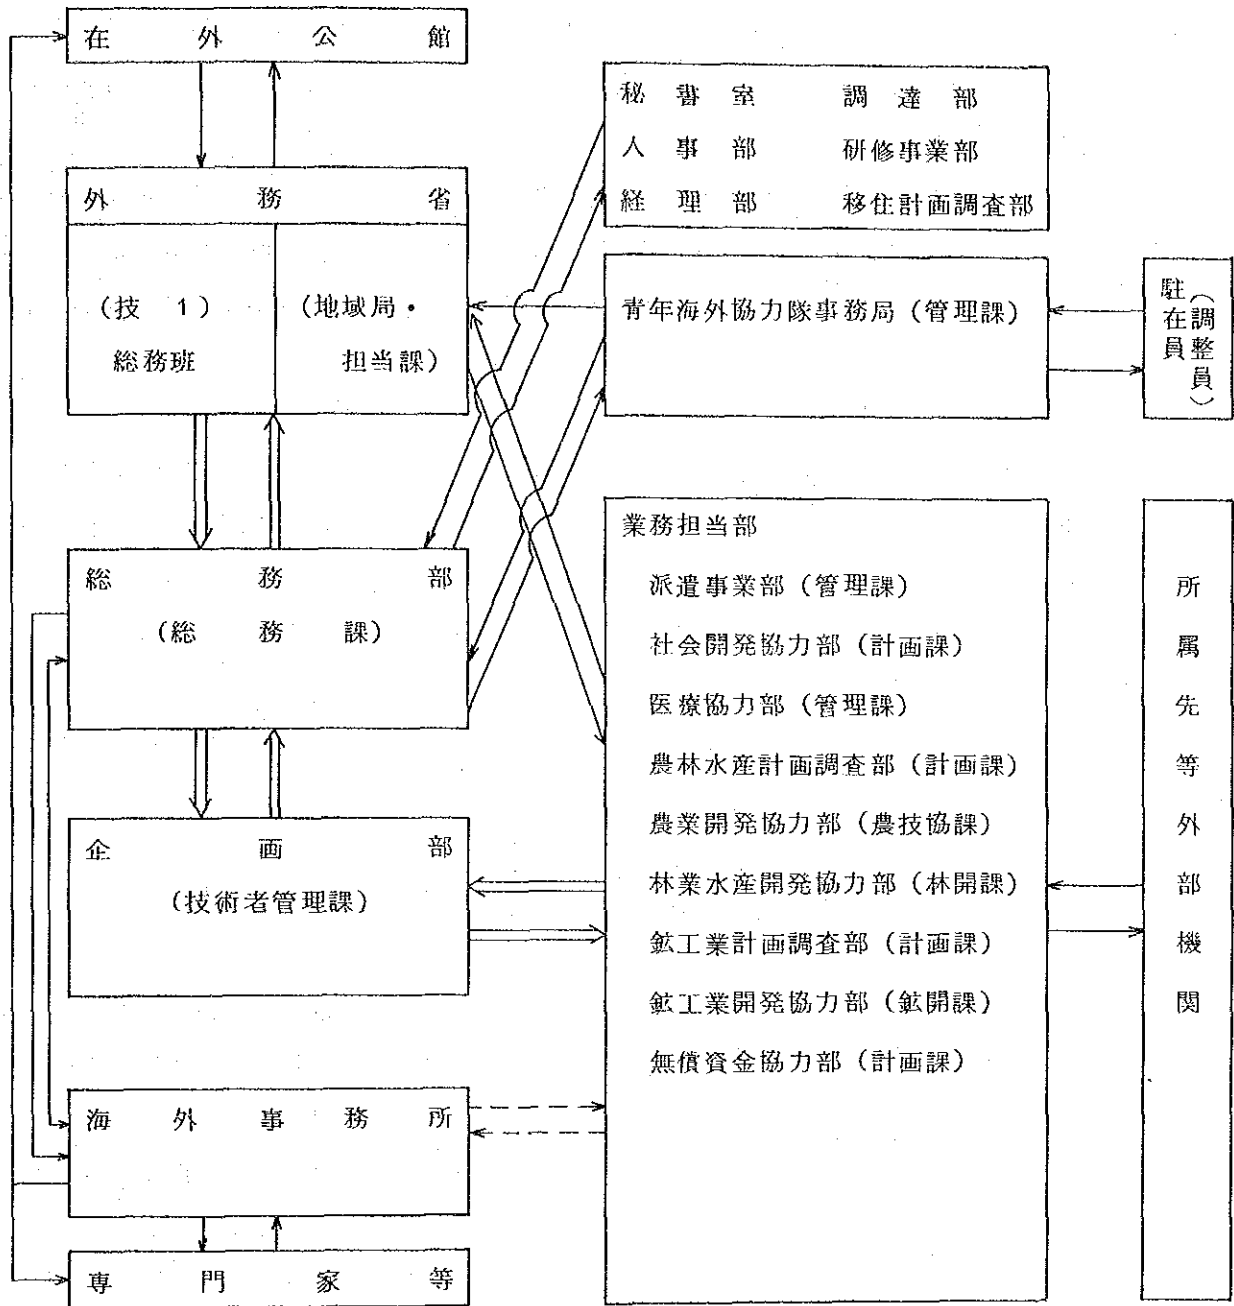 在外公館
外務省
(技 1)
総務班
(地域局・
担当課)
総務部
(総務課)
企画部
(技術者管理課)
海外事務所
専門家等
秘書室 調達部
人事部 研修事業部
経理部 移住計画調査部
青年海外協力隊事務局 (管理課)
駐在員
(調整員)
業務担当部
派遣事業部 (管理課)
社会開発協力部 (計画課)
医療協力部 (管理課)
農林水産計画調査部 (計画課)
農業開発協力部 (農技協課)
林業水産開発協力部 (林開課)
鉱工業計画調査部 (計画課)
鉱工業開発協力部 (鉱開課)
無償資金協力部 (計画課)
所属先等外部機関